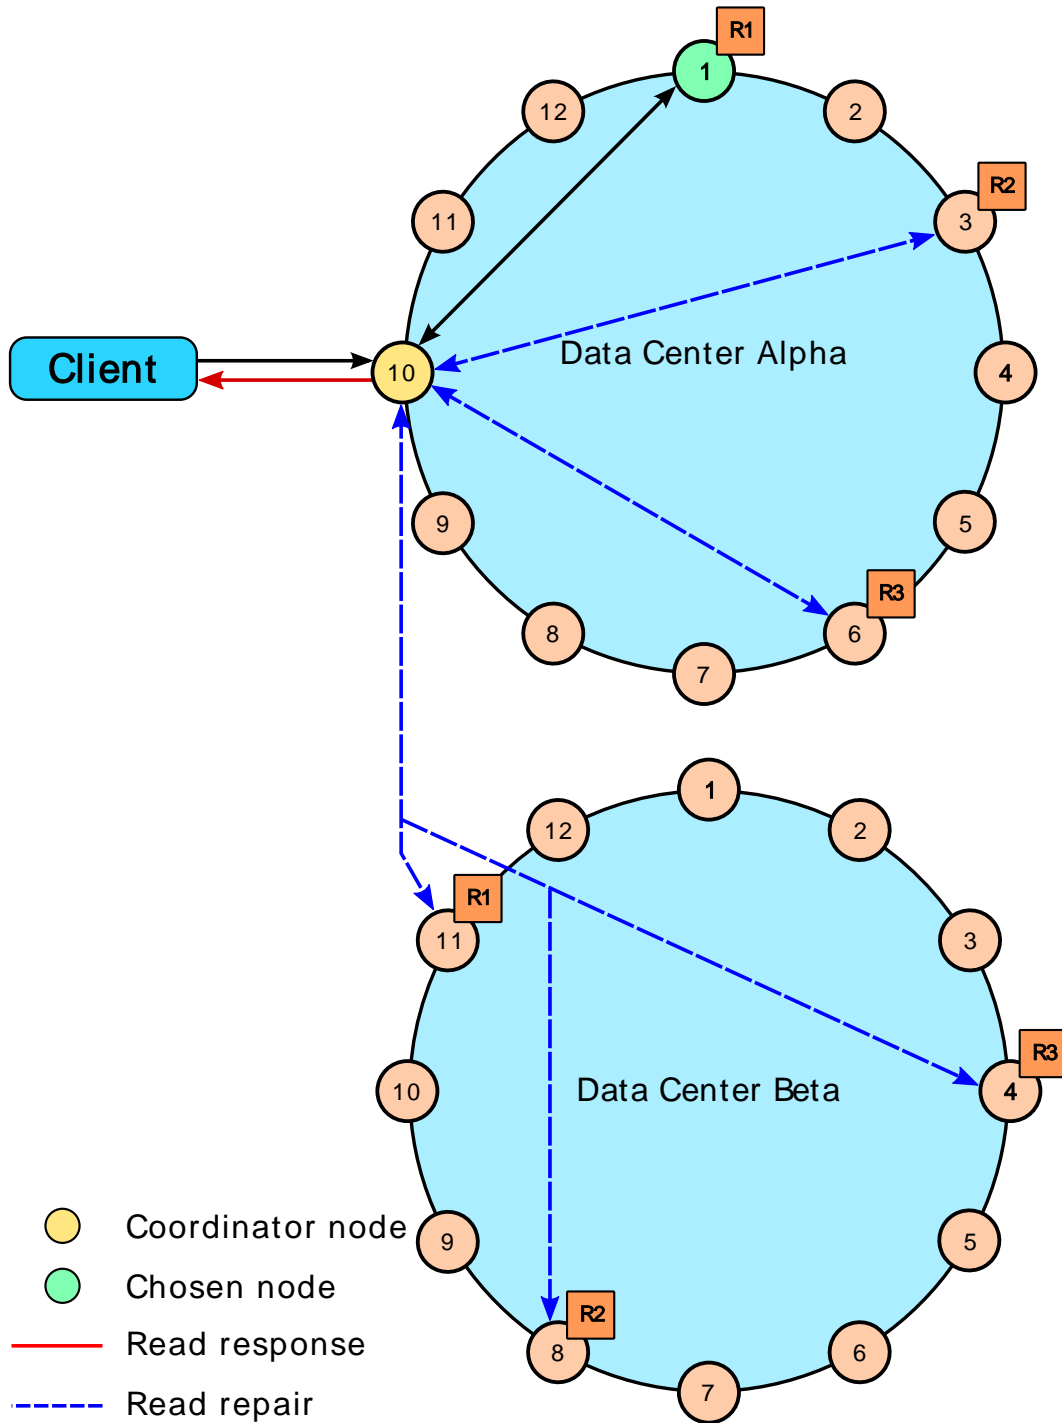 R1
1
12
2
R2
11
3
Client
10
Data Center Alpha
4
9
5
R3
8
6
7
1
12
2
R1
11
3
R3
10
Data Center Beta
4
9
5
R2
8
6
7
Coordinator node
Chosen node
Read response
Read repair